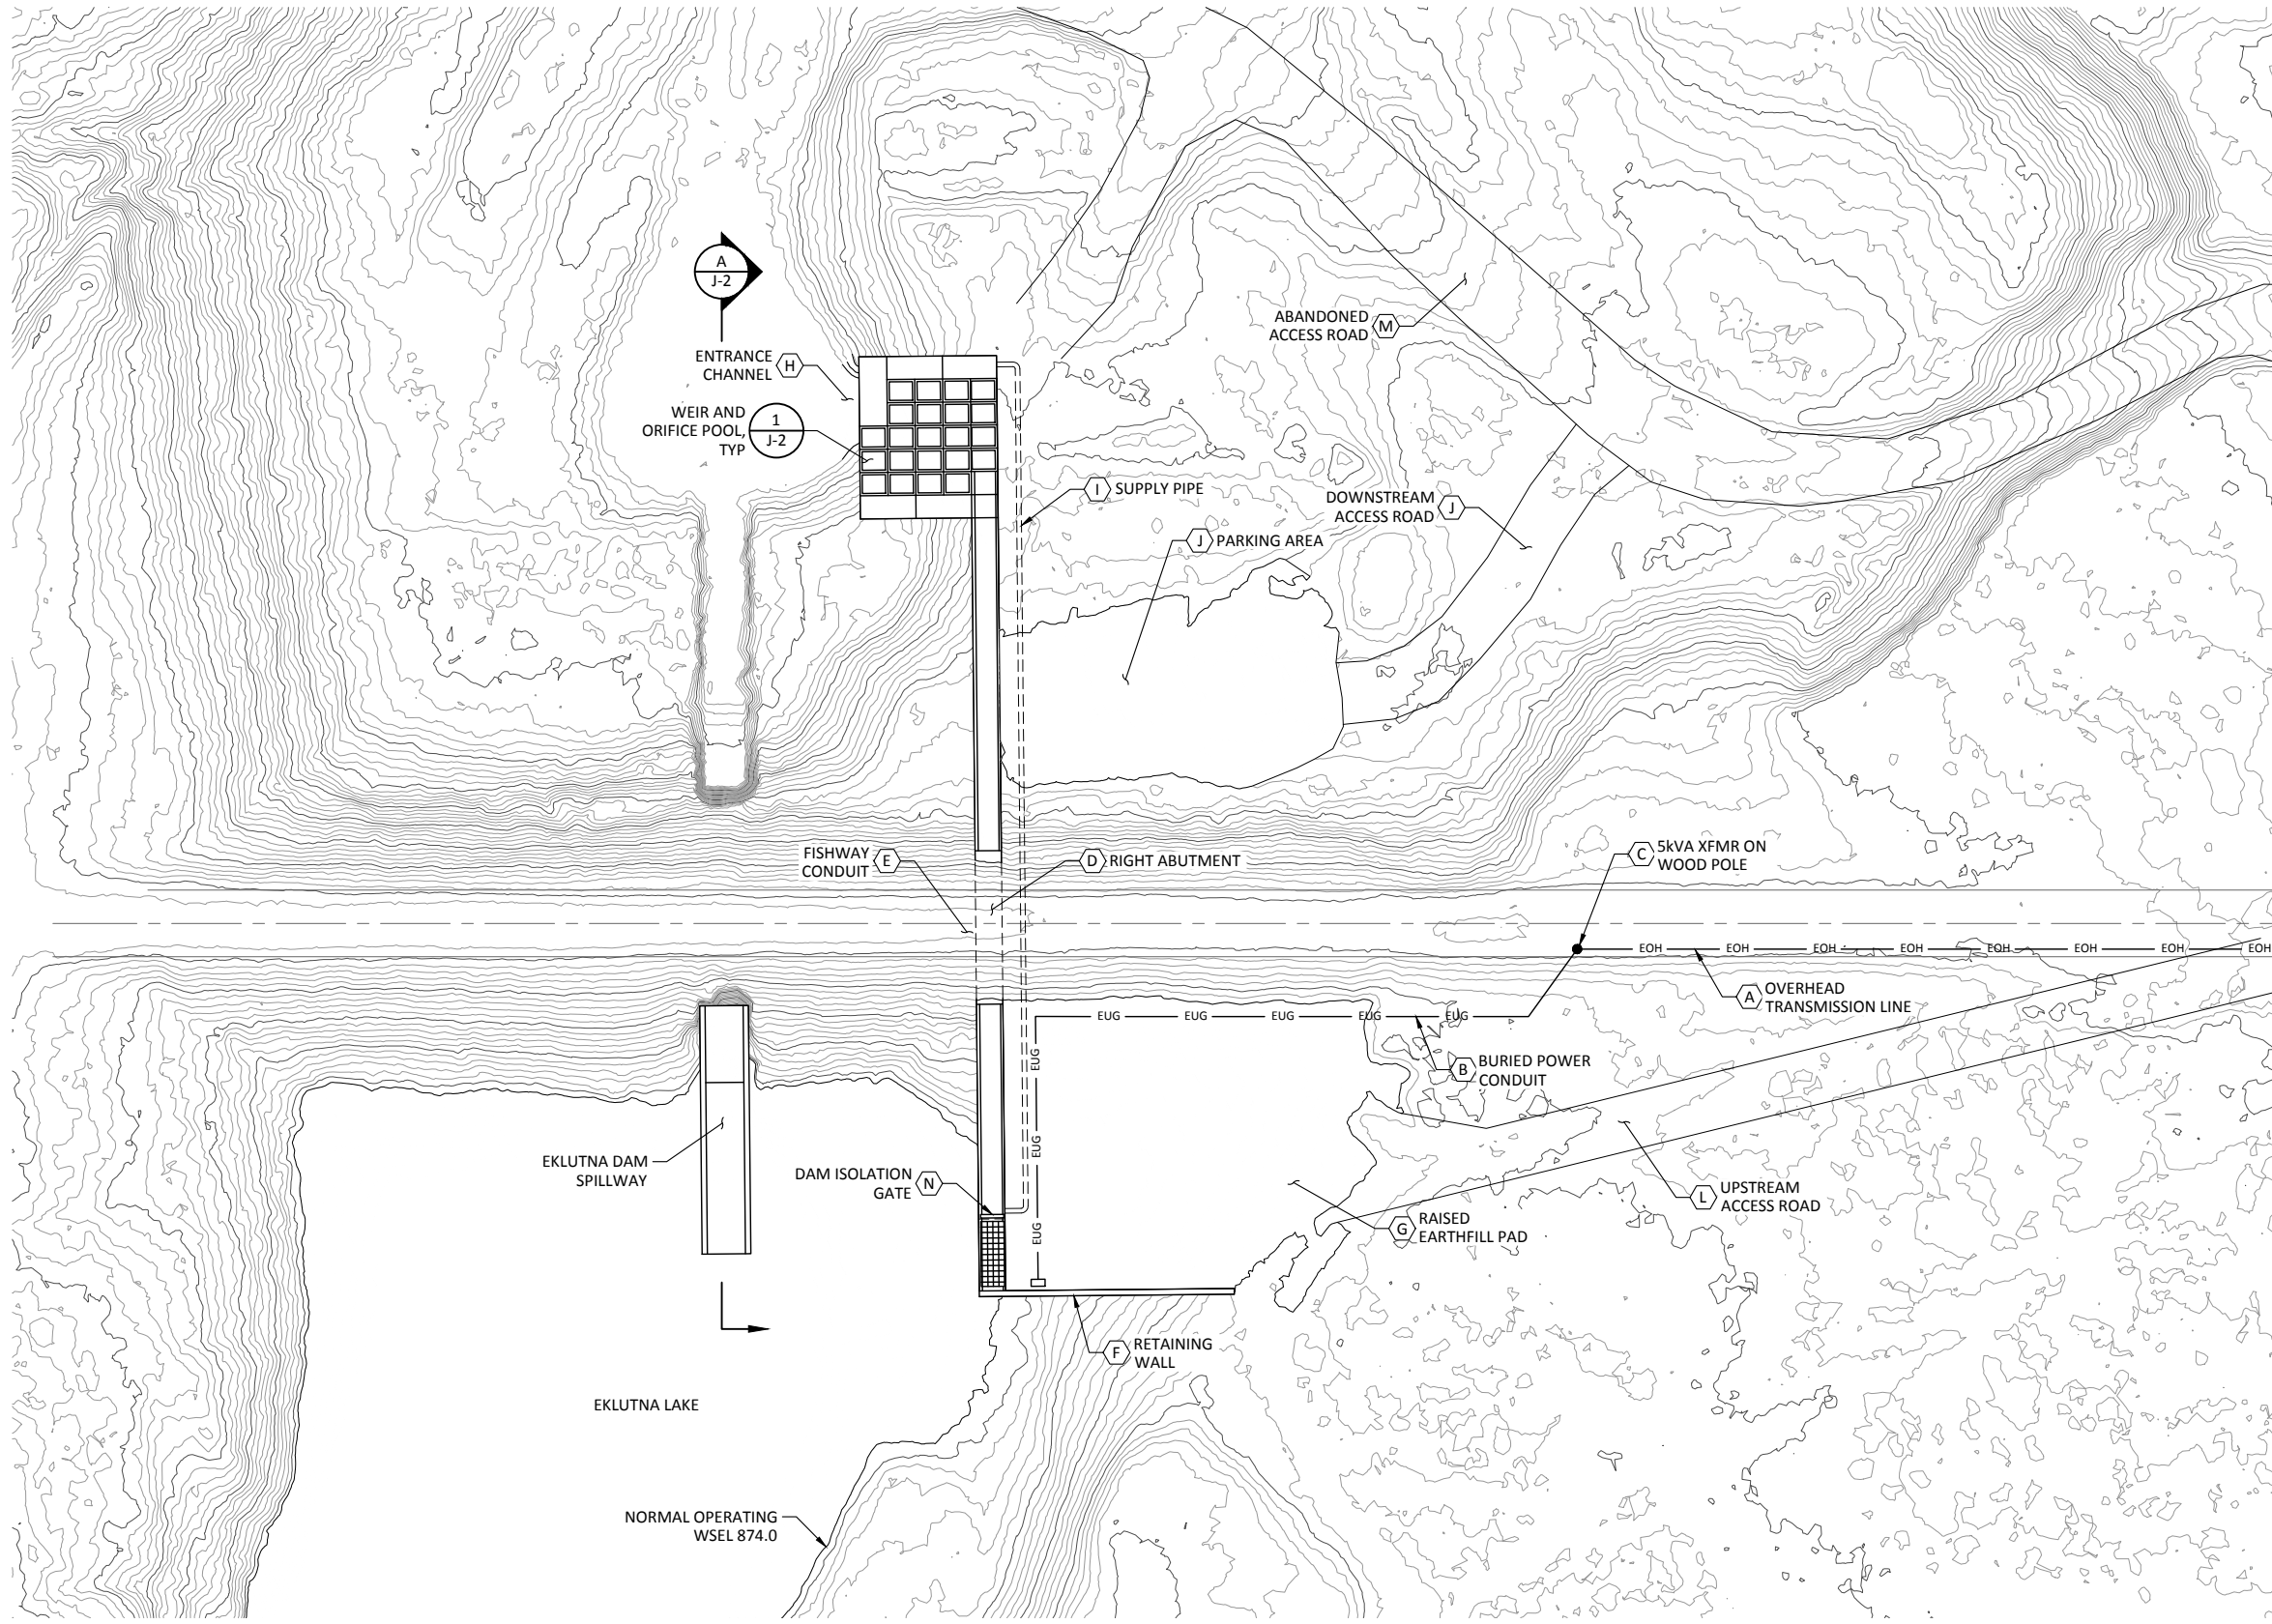 A
J-2
ENTRANCE
CHANNEL
H
WEIR AND
ORIFICE POOL,
TYP
1
J-2
ABANDONED
ACCESS ROAD
M
I
SUPPLY PIPE
DOWNSTREAM
ACCESS ROAD
J
J
PARKING AREA
FISHWAY
CONDUIT
E
D
RIGHT ABUTMENT
C
5kVA XFMR ON
WOOD POLE
EOH EOH EOH EOH EOH EOH EOH EOH
A
OVERHEAD
TRANSMISSION LINE
EUG EUG EUG EUG EUG
EUG
EUG
EUG
B
BURIED POWER
CONDUIT
EKLUTNA DAM
SPILLWAY
DAM ISOLATION
GATE
N
L
UPSTREAM
ACCESS ROAD
G
RAISED
EARTHFILL PAD
F
RETAINING
WALL
EKLUTNA LAKE
NORMAL OPERATING
WSEL 874.0